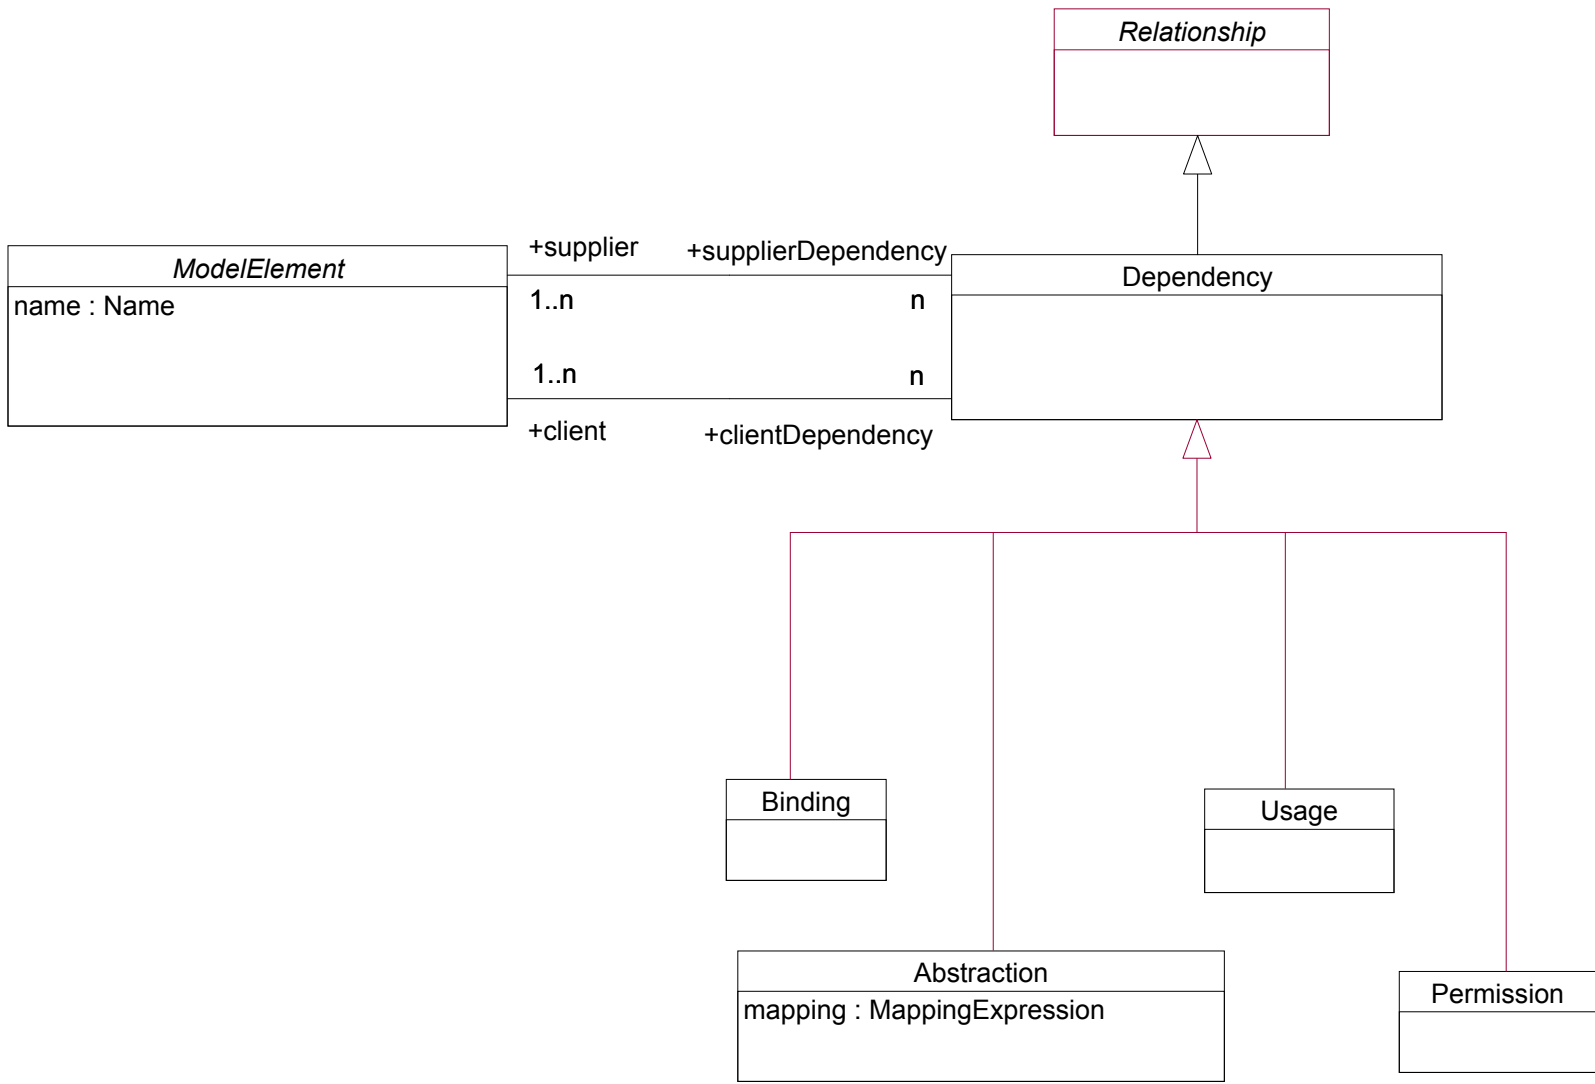 Relationship
+supplier
+supplierDependency
ModelElement
Dependency
name : Name
1..n
n
1..n
n
+client
+clientDependency
Binding
Usage
Abstraction
mapping : MappingExpression
Permission